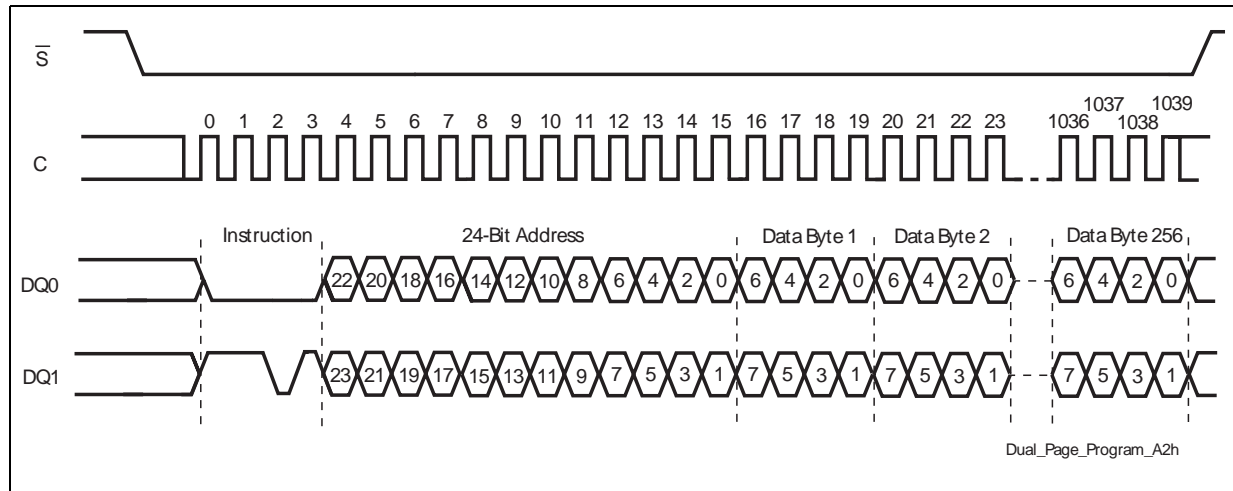 S
1037 1039
0 1 2 3 4 5 6 7 8 9 10 11 12 13 14 15 16 17 18 19 20 21 22 23 1036 1038
C
Instruction 24-Bit Address Data Byte 1 Data Byte 2 Data Byte 256
DQ0 22 20 18 16 14 12 10 8 6 4 2 0 6 4 2 0 6 4 2 0 6 4 2 0
DQ1 23 21 19 17 15 13 11 9 7 5 3 1 7 5 3 1 7 5 3 1 7 5 3 1
Dual_Page_Program_A2h